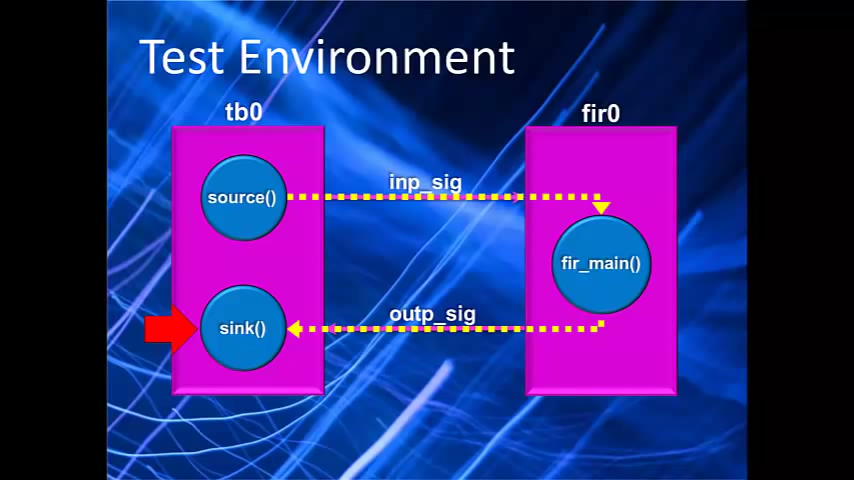 Test Environment
tb0
fir0
source()
inp_sig
fir_main()
outp_sig
sink()